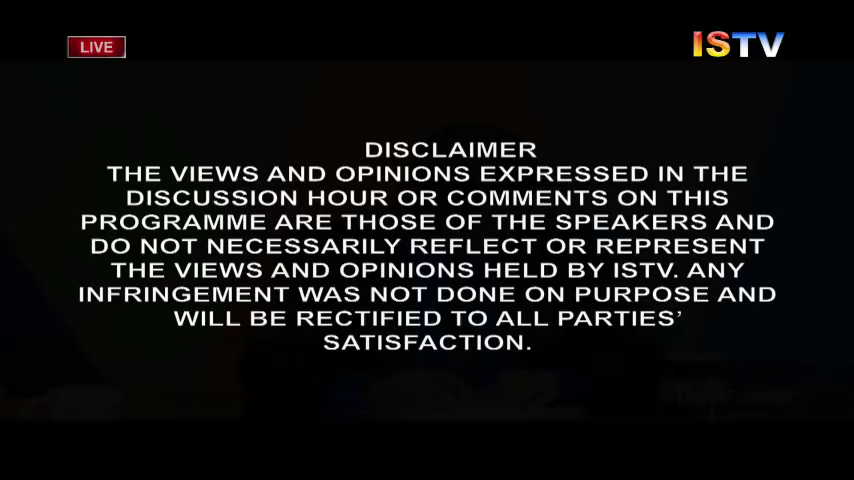 LIVE
ISTV
DISCLAIMER
THE VIEWS AND OPINIONS EXPRESSED IN THE
DISCUSSION HOUR OR COMMENTS ON THIS
PROGRAMME ARE THOSE OF THE SPEAKERS AND
DO NOT NECESSARILY REFLECT OR REPRESENT
THE VIEWS AND OPINIONS HELD BY ISTV. ANY
INFRINGEMENT WAS NOT DONE ON PURPOSE AND
WILL BE RECTIFIED TO ALL PARTIES’
SATISFACTION.